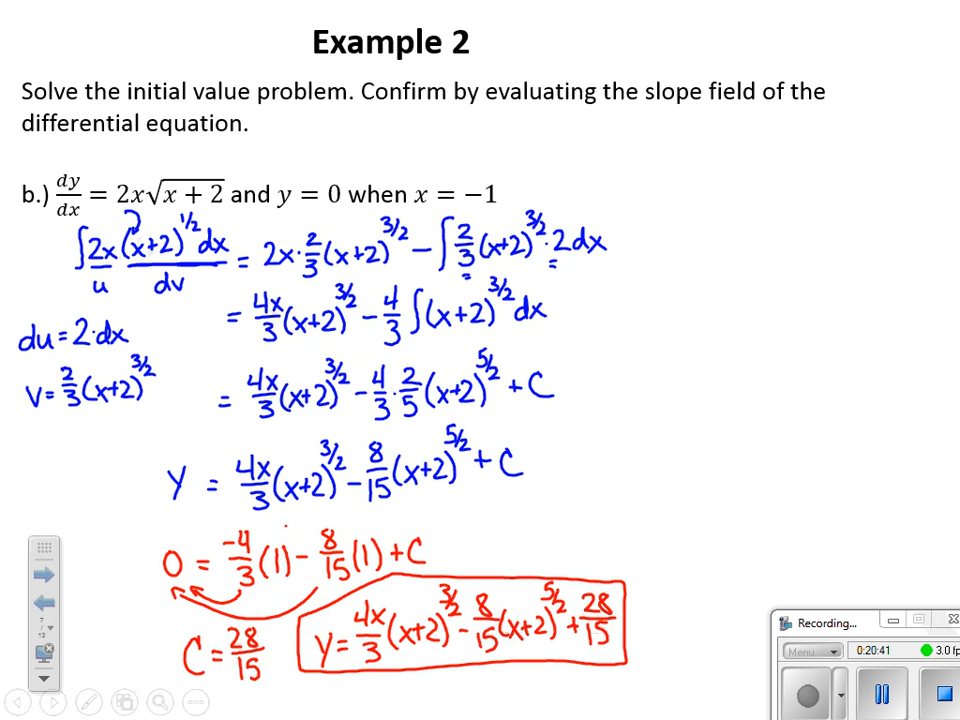 Example 2
Solve the initial value problem. Confirm by evaluating the slope field of the
differential equation.
b.) dy/dx = 2x√(x + 2) and y = 0 when x = −1
∫2x(x+2)^1/2 dx = 2x·2/3(x+2)^3/2 − ∫2/3(x+2)^3/2·2dx
u dv
= 4x/3(x+2)^3/2 − 4/3∫(x+2)^3/2 dx
du = 2·dx
v = 2/3(x+2)^3/2
= 4x/3(x+2)^3/2 − 4/3·2/5(x+2)^5/2 + C
Y = 4x/3(x+2)^3/2 − 8/15(x+2)^5/2 + C
0 = −4/3(1) − 8/15(1) + C
C = 28/15
Y = 4x/3(x+2)^3/2 − 8/15(x+2)^5/2 + 28/15
7
13
Recording...
Menu
0:20:41
3.0 fp